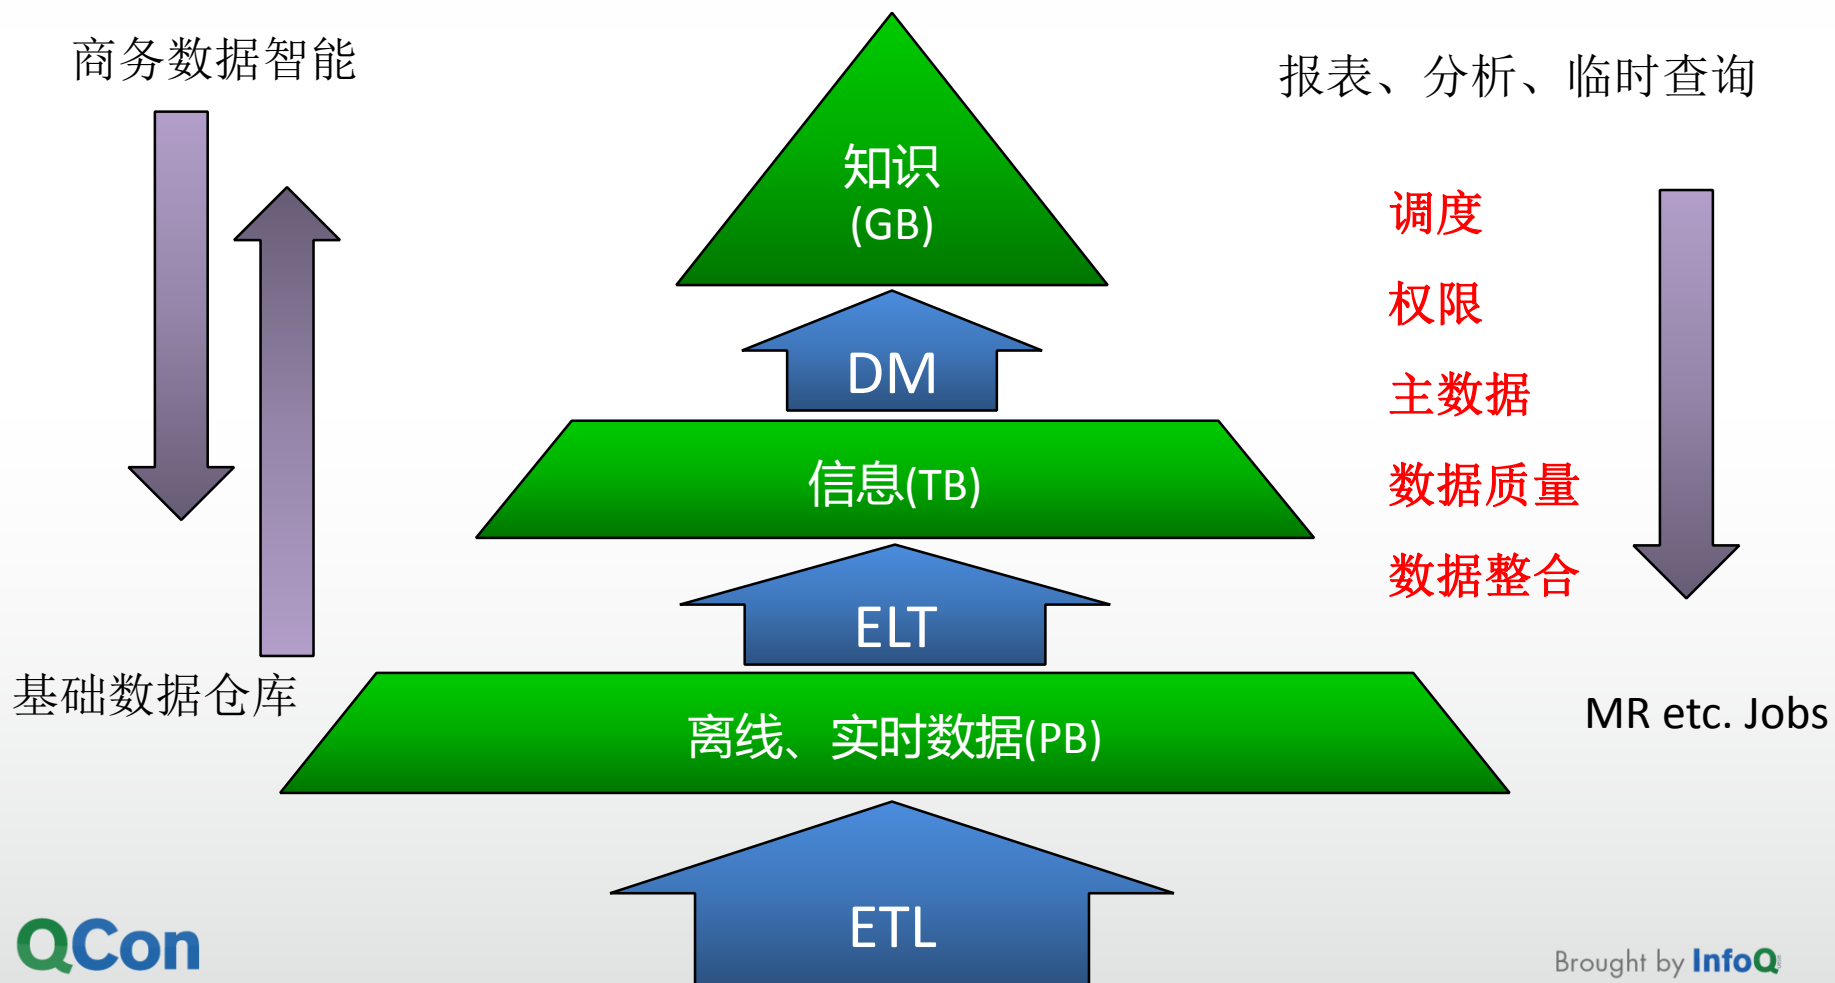 商务数据智能
报表、分析、临时查询
知识
(GB)
调度
权限
DM
主数据
信息(TB)
数据质量
数据整合
ELT
基础数据仓库
离线、实时数据(PB)
MR etc. Jobs
ETL
QCon
Brought by InfoQ